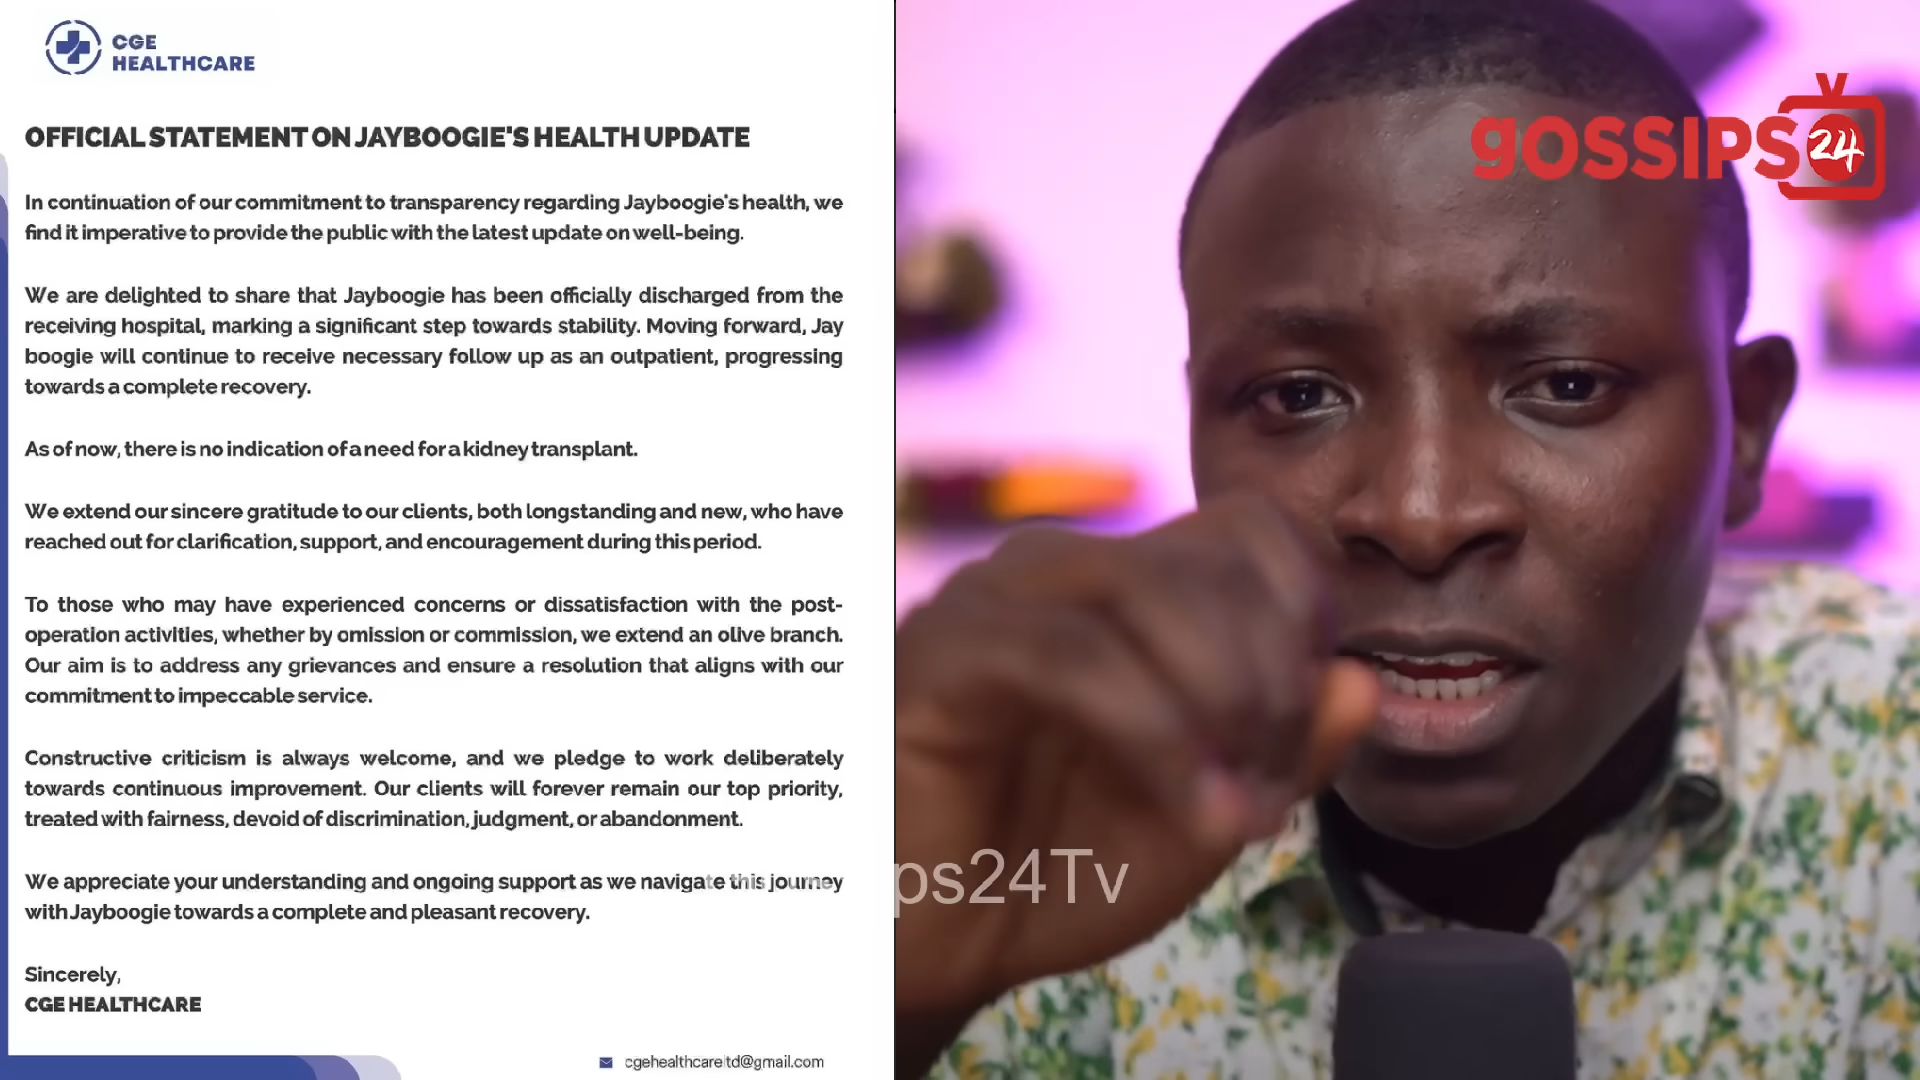 CGE
HEALTHCARE
OFFICIAL STATEMENT ON JAYBOOGIE'S HEALTH UPDATE
In continuation of our commitment to transparency regarding Jayboogie's health, we
find it imperative to provide the public with the latest update on well-being.
We are delighted to share that Jayboogie has been officially discharged from the
receiving hospital, marking a significant step towards stability. Moving forward, Jay
boogie will continue to receive necessary follow up as an outpatient, progressing
towards a complete recovery.
As of now, there is no indication of a need for a kidney transplant.
We extend our sincere gratitude to our clients, both longstanding and new, who have
reached out for clarification, support, and encouragement during this period.
To those who may have experienced concerns or dissatisfaction with the post-
operation activities, whether by omission or commission, we extend an olive branch.
Our aim is to address any grievances and ensure a resolution that aligns with our
commitment to impeccable service.
Constructive criticism is always welcome, and we pledge to work deliberately
towards continuous improvement. Our clients will forever remain our top priority,
treated with fairness, devoid of discrimination, judgment, or abandonment.
We appreciate your understanding and ongoing support as we navigate this journey
with Jayboogie towards a complete and pleasant recovery.
Sincerely,
CGE HEALTHCARE
cgehealthcareltd@gmail.com
gOSSIPS 24
ps24Tv